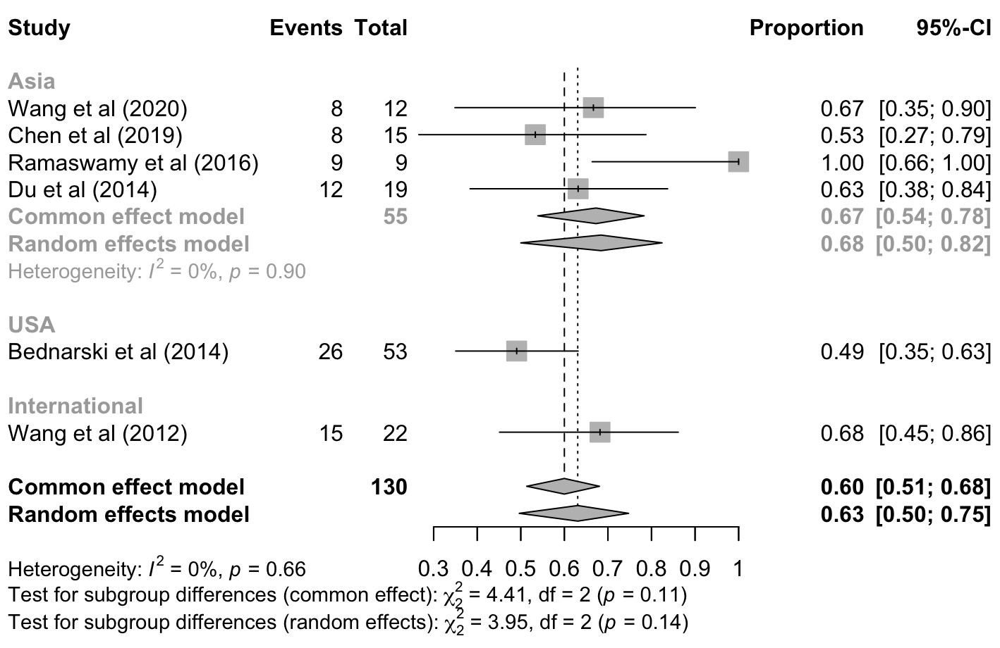 Study Events Total Proportion 95%-CI
Asia
Wang et al (2020) 8 12 0.67 [0.35; 0.90]
Chen et al (2019) 8 15 0.53 [0.27; 0.79]
Ramaswamy et al (2016) 9 9 1.00 [0.66; 1.00]
Du et al (2014) 12 19 0.63 [0.38; 0.84]
Common effect model 55 0.67 [0.54; 0.78]
Random effects model 0.68 [0.50; 0.82]
Heterogeneity: I² = 0%, p = 0.90
USA
Bednarski et al (2014) 26 53 0.49 [0.35; 0.63]
International
Wang et al (2012) 15 22 0.68 [0.45; 0.86]
Common effect model 130 0.60 [0.51; 0.68]
Random effects model 0.63 [0.50; 0.75]
Heterogeneity: I² = 0%, p = 0.66 0.3 0.4 0.5 0.6 0.7 0.8 0.9 1
Test for subgroup differences (common effect): χ²₂ = 4.41, df = 2 (p = 0.11)
Test for subgroup differences (random effects): χ²₂ = 3.95, df = 2 (p = 0.14)